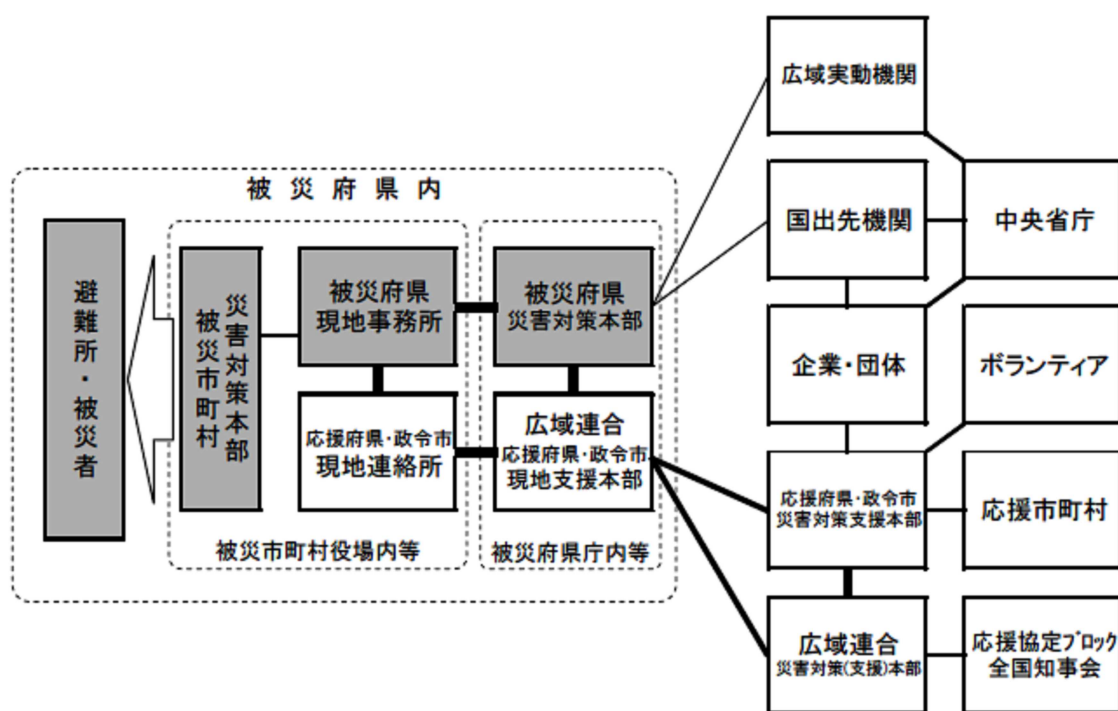 被災府県内
避難所・被災者
災害対策本部
被災市町村
被災府県
現地事務所
応援府県・政令市
現地連絡所
被災市町村役場内等
被災府県
災害対策本部
広域連合
応援府県・政令市
現地支援本部
被災府県庁内等
広域実動機関
国出先機関
中央省庁
企業・団体
ボランティア
応援府県・政令市
災害対策支援本部
応援市町村
広域連合
災害対策(支援)本部
応援協定ブロック
全国知事会